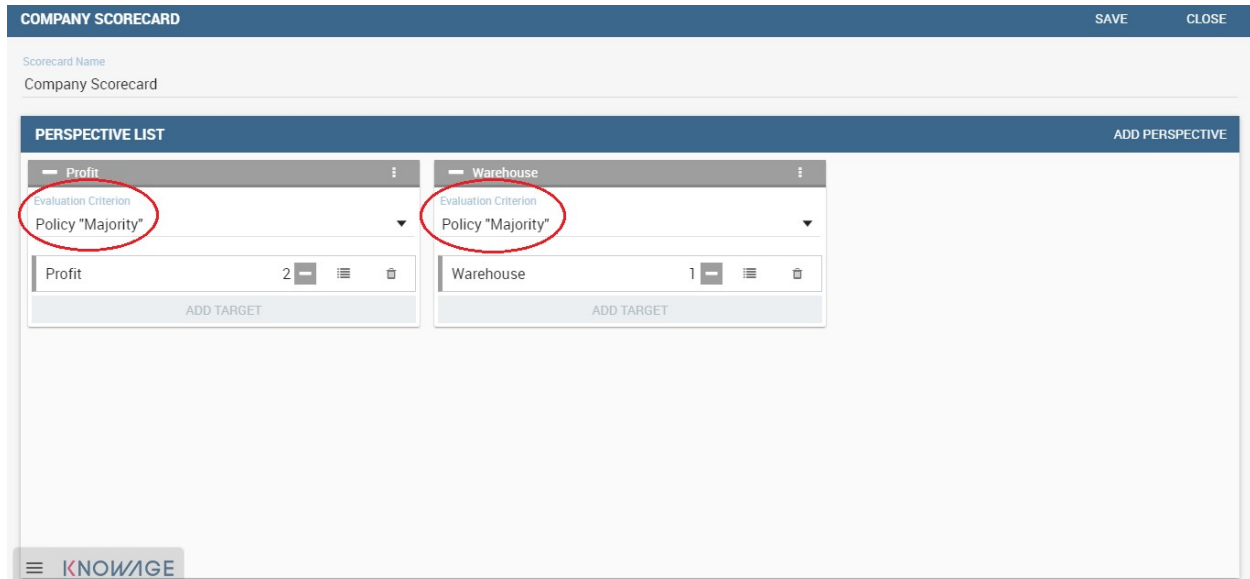 COMPANY SCORECARD SAVE CLOSE
Scorecard Name
Company Scorecard
PERSPECTIVE LIST ADD PERSPECTIVE
Profit Warehouse
Evaluation Criterion Evaluation Criterion
Policy "Majority" Policy "Majority"
Profit 2 Warehouse 1
ADD TARGET ADD TARGET
KNOWAGE